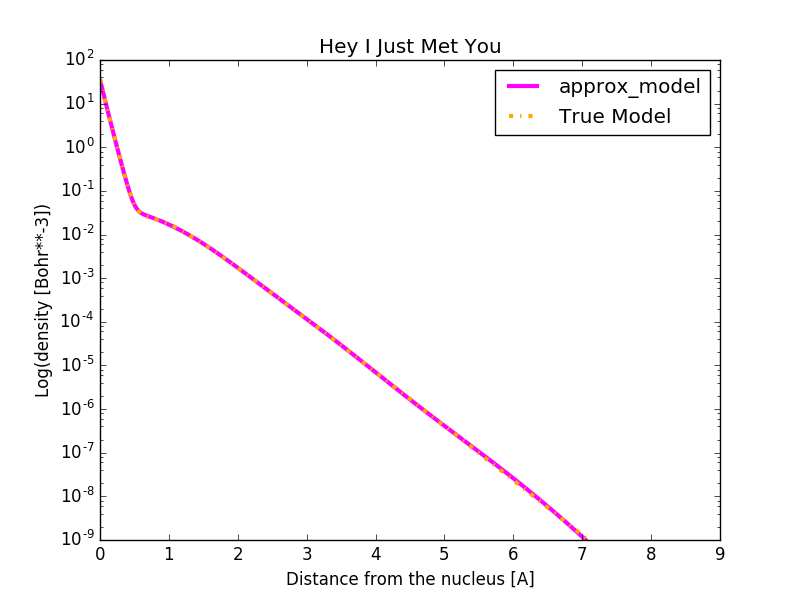 Hey I Just Met You
approx_model
True Model
10^2
10^1
10^0
10^-1
10^-2
10^-3
10^-4
10^-5
10^-6
10^-7
10^-8
10^-9
Log(density [Bohr**-3])
0 1 2 3 4 5 6 7 8 9
Distance from the nucleus [A]